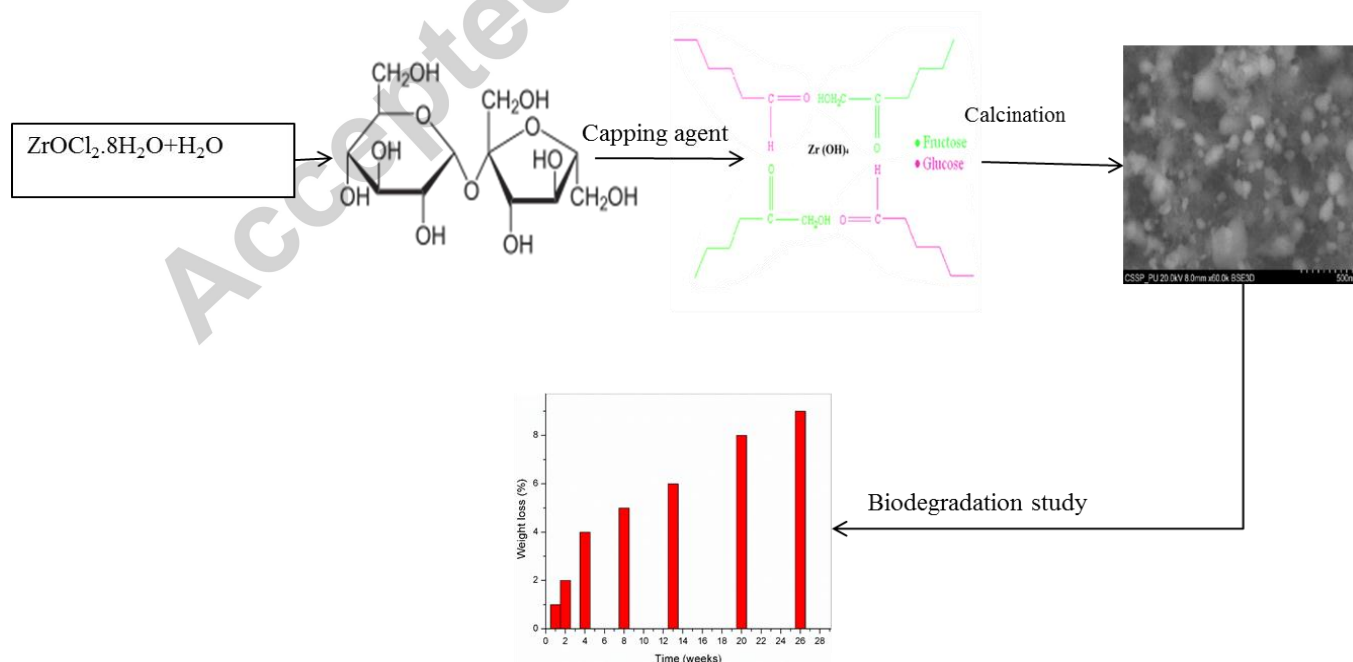 Accepted
ZrOCl₂.8H₂O+H₂O
CH₂OH
O
OH
OH
OH
O
CH₂OH
O
HO
CH₂OH
OH
Capping agent
C
O
H
HOH₂C
C
O
Zr (OH)₄
Fructose
Glucose
O
C
CH₂OH
H
O
C
Calcination
CSSP_PU 20.0kV 8.0mm x60.0k BSE3D
500n
Biodegradation study
Weight loss (%)
8
6
4
2
0
0 2 4 6 8 10 12 14 16 18 20 22 24 26 28
Time (weeks)